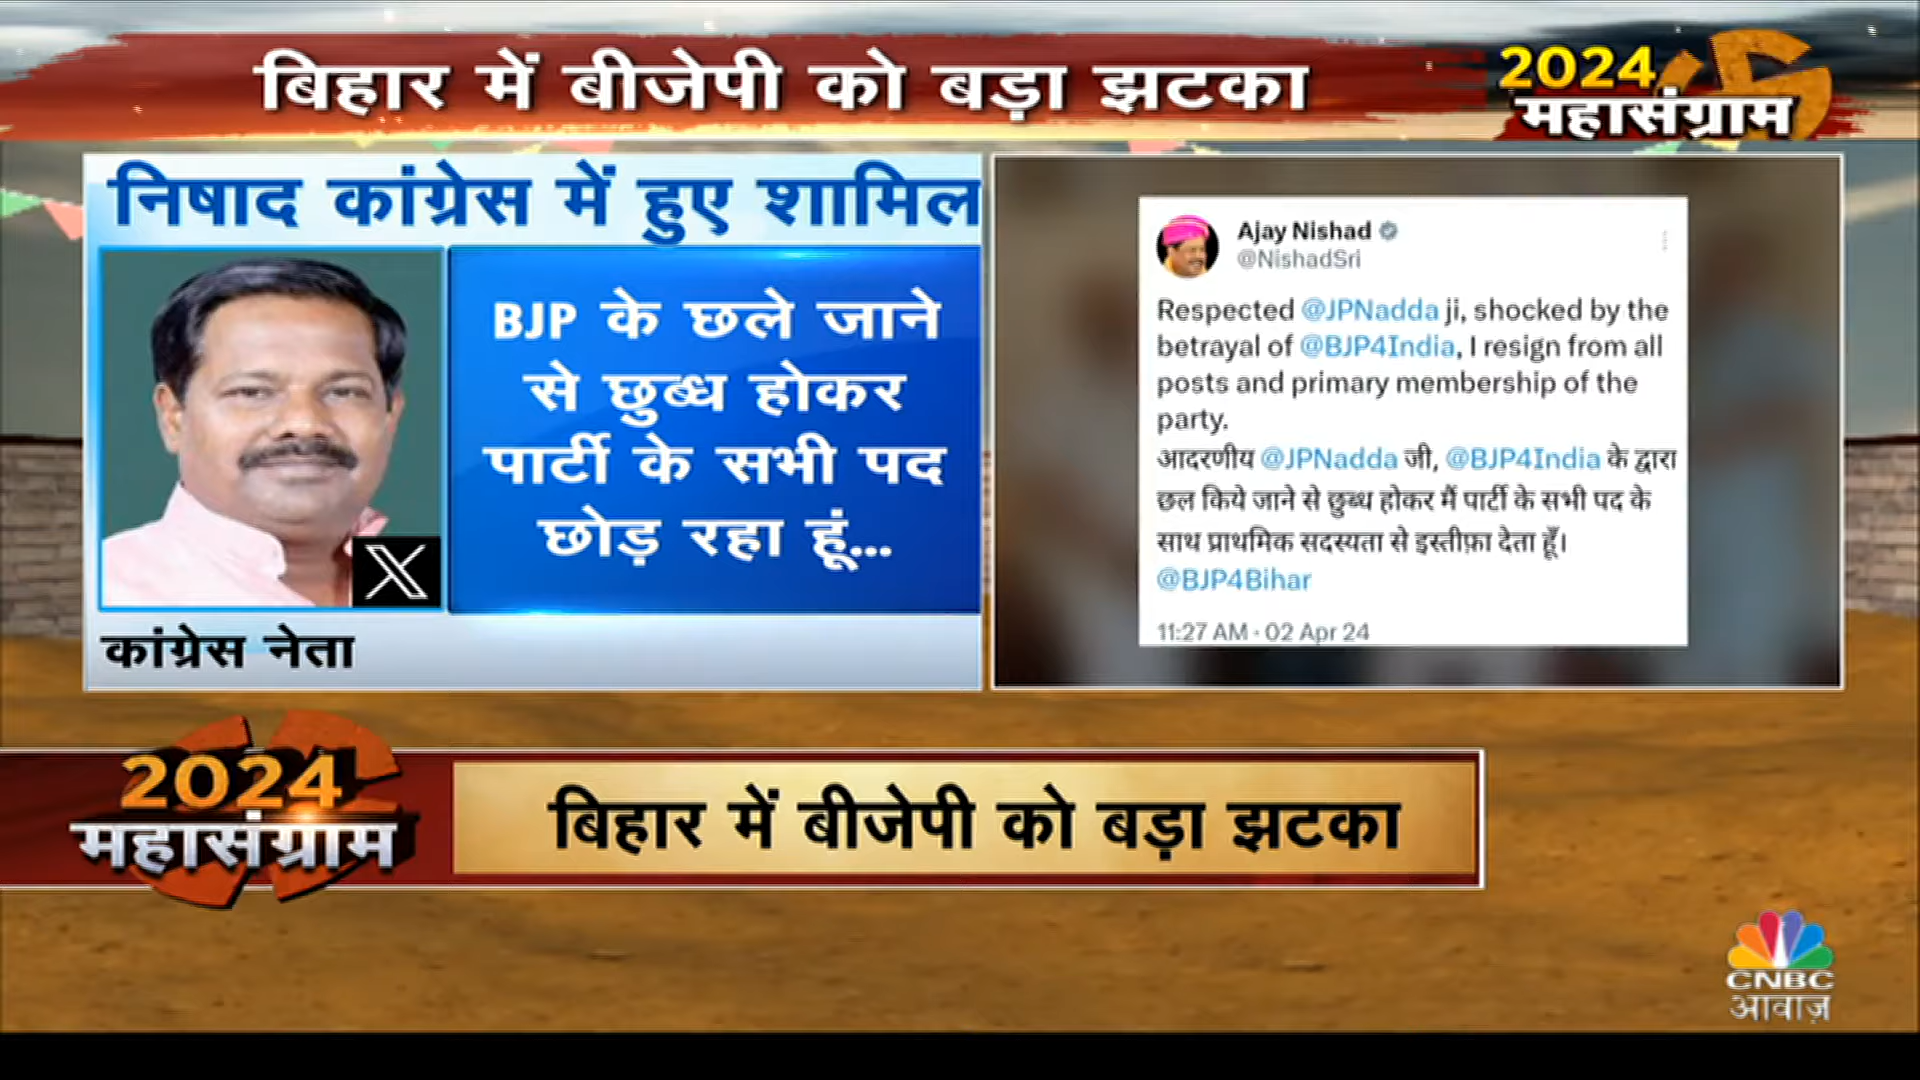 बिहार में बीजेपी को बड़ा झटका
2024
महासंग्राम
निषाद कांग्रेस में हुए शामिल
BJP के छले जाने
से छुब्ध होकर
पार्टी के सभी पद
छोड़ रहा हूं...
कांग्रेस नेता
Ajay Nishad
@NishadSri
Respected @JPNadda ji, shocked by the
betrayal of @BJP4India, I resign from all
posts and primary membership of the
party.
आदरणीय @JPNadda जी, @BJP4India के द्वारा
छल किये जाने से छुब्ध होकर मैं पार्टी के सभी पद के
साथ प्राथमिक सदस्यता से इस्तीफ़ा देता हूँ।
@BJP4Bihar
11:27 AM · 02 Apr 24
2024
महासंग्राम
बिहार में बीजेपी को बड़ा झटका
CNBC
आवाज़